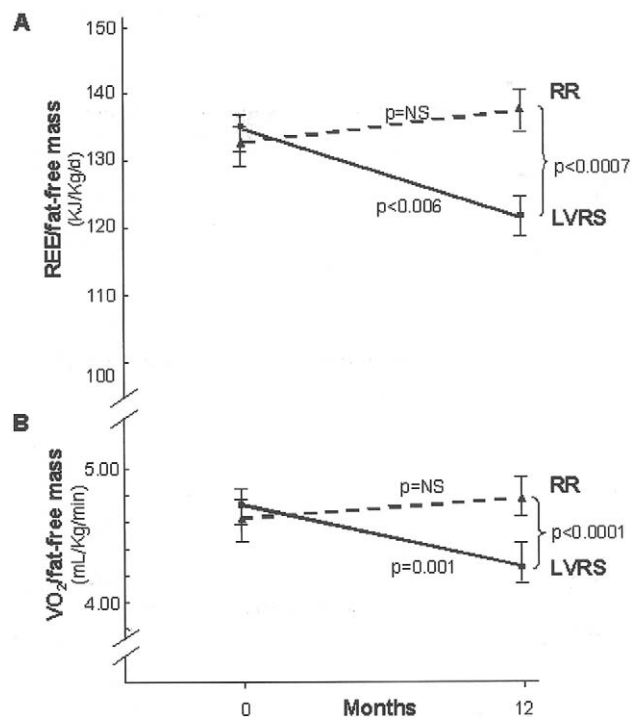 A
REE/fat-free mass
(KJ/Kg/d)
150
140
130
120
110
100
p=NS
RR
p<0.0007
p<0.006
LVRS
B
VO₂/fat-free mass
(mL/Kg/min)
5.00
4.00
p=NS
RR
p<0.0001
p=0.001
LVRS
0 Months 12